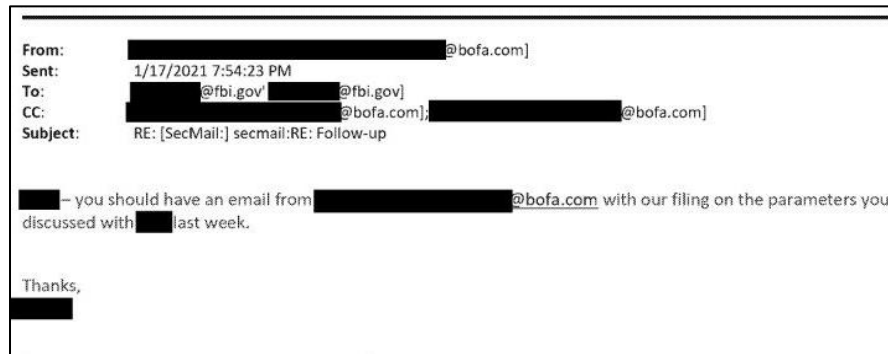 From: @bofa.com]
Sent: 1/17/2021 7:54:23 PM
To: @fbi.gov' @fbi.gov]
CC: @bofa.com]; @bofa.com]
Subject: RE: [SecMail:] secmail:RE: Follow-up
– you should have an email from @bofa.com with our filing on the parameters you
discussed with last week.
Thanks,